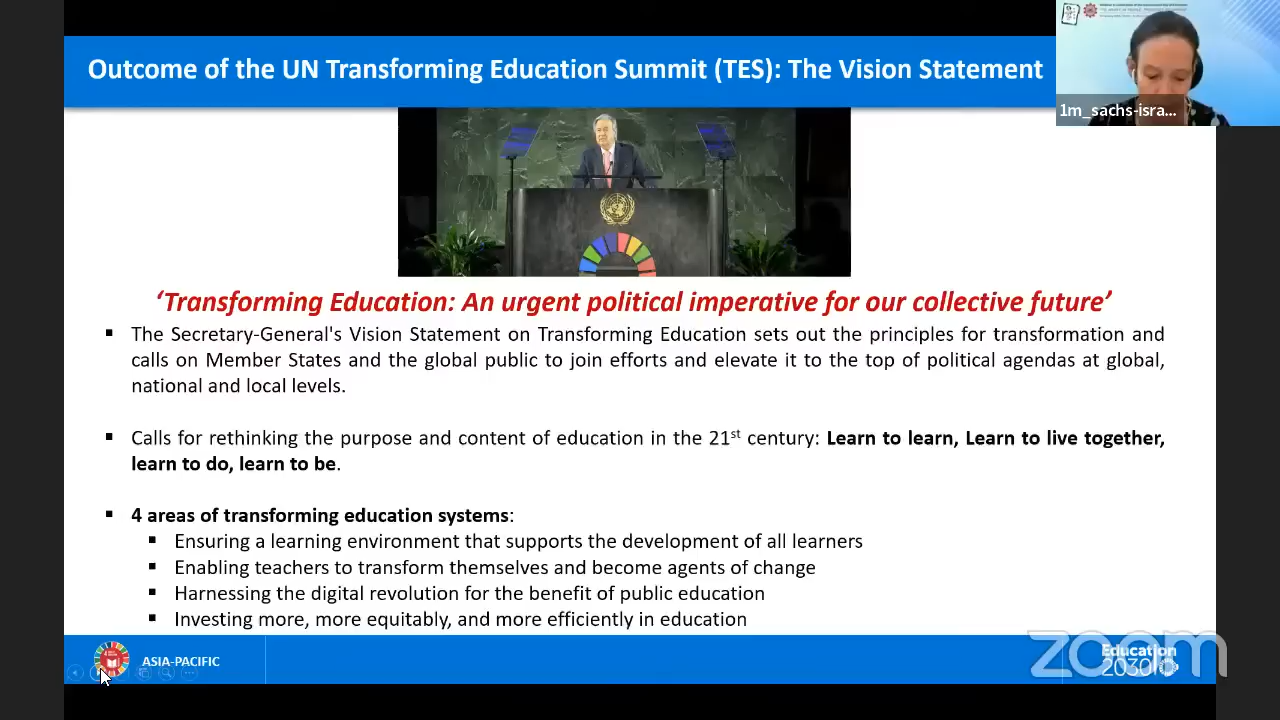 Outcome of the UN Transforming Education Summit (TES): The Vision Statement
1m_sachs-isra...
‘Transforming Education: An urgent political imperative for our collective future’
▪ The Secretary-General's Vision Statement on Transforming Education sets out the principles for transformation and
calls on Member States and the global public to join efforts and elevate it to the top of political agendas at global,
national and local levels.
▪ Calls for rethinking the purpose and content of education in the 21st century: Learn to learn, Learn to live together,
learn to do, learn to be.
▪ 4 areas of transforming education systems:
▪ Ensuring a learning environment that supports the development of all learners
▪ Enabling teachers to transform themselves and become agents of change
▪ Harnessing the digital revolution for the benefit of public education
▪ Investing more, more equitably, and more efficiently in education
ASIA-PACIFIC
Education
2030
zoom